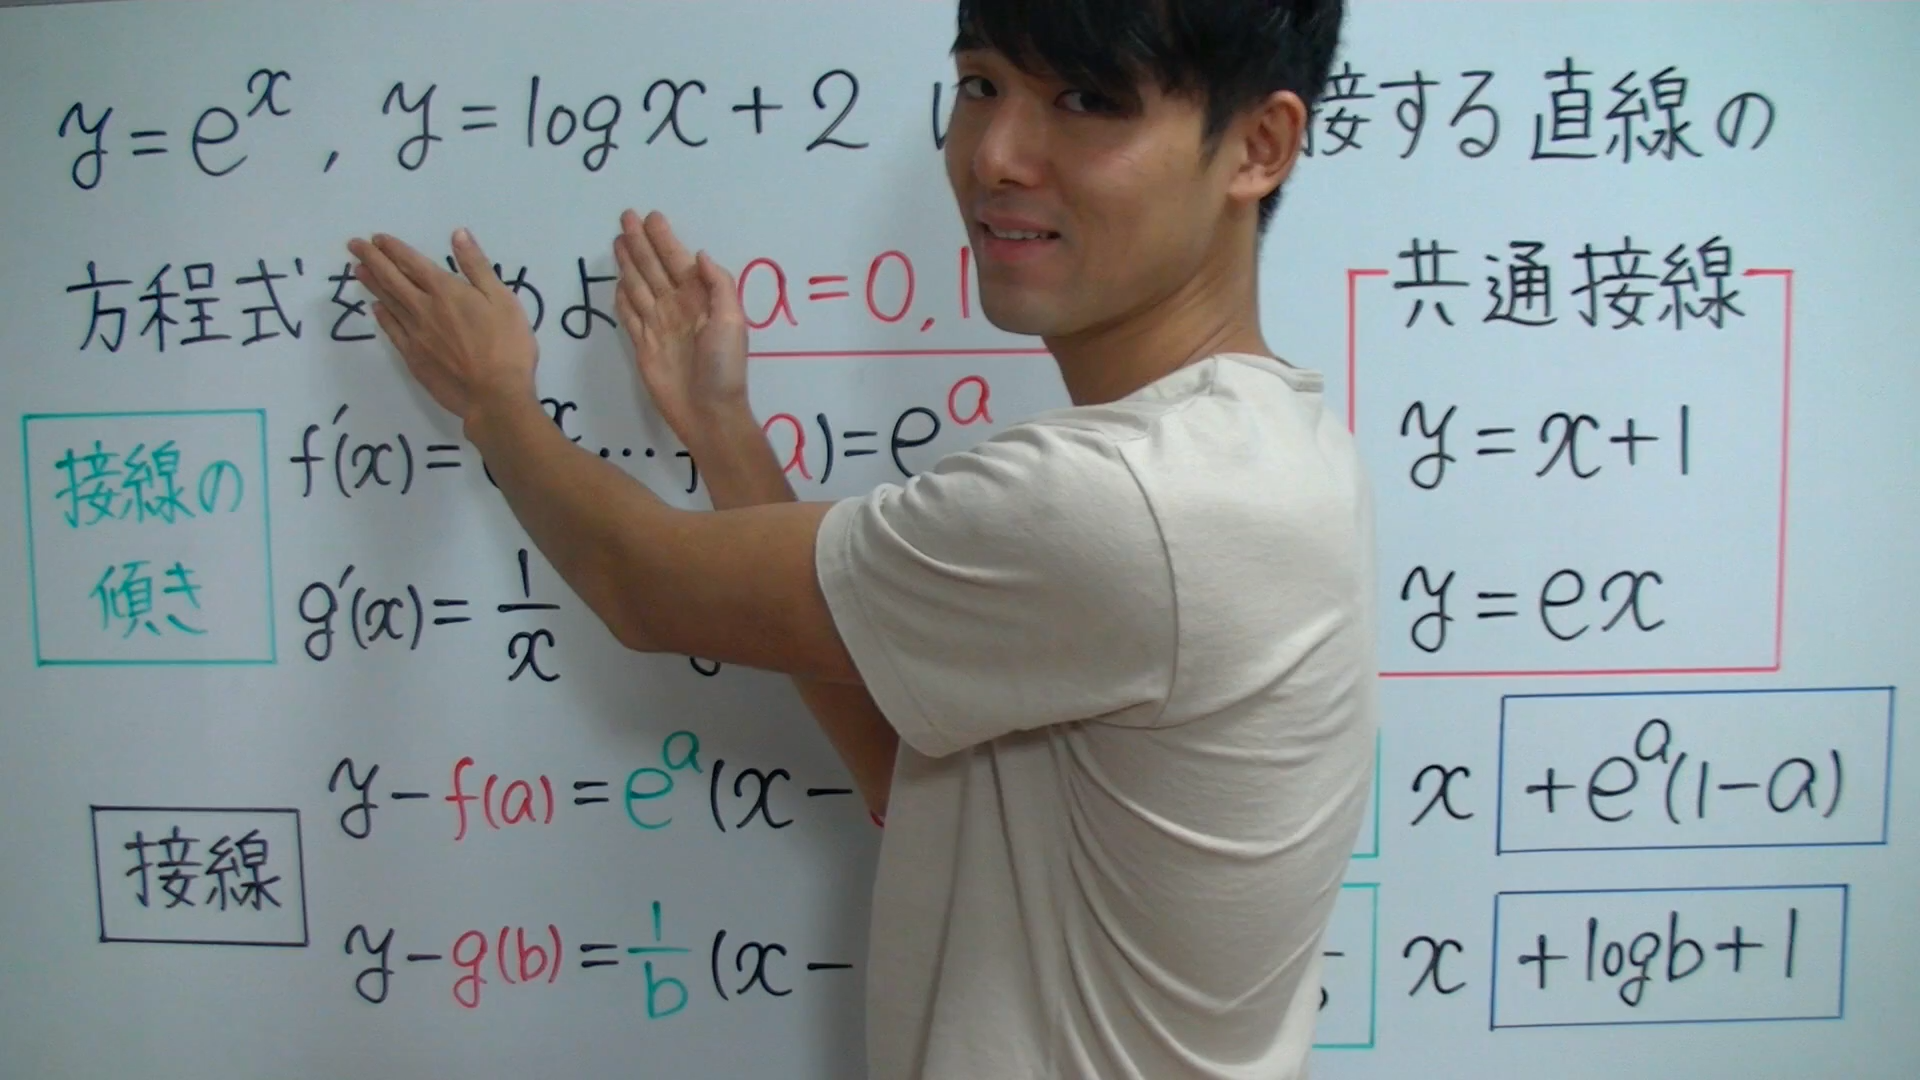 y=e^x, y=log x+2 接する直線の
方程式を めよ
a=0,1
共通接線
y=x+1
y=ex
接線の
傾き
f'(x)= x … a)=e^a
g'(x)=1/x
接線
y-f(a)=e^a(x- x +e^a(1-a)
y-g(b)=1/b(x- x +log b+1